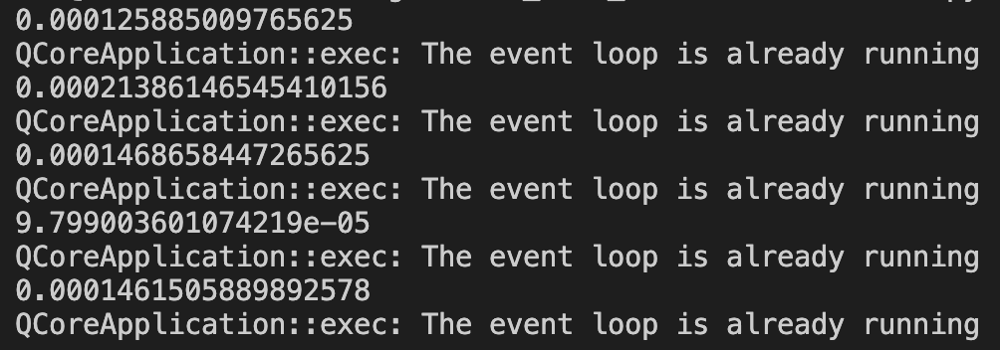 0.000125885009765625
QCoreApplication::exec: The event loop is already running
0.00021386146545410156
QCoreApplication::exec: The event loop is already running
0.0001468658447265625
QCoreApplication::exec: The event loop is already running
9.799003601074219e-05
QCoreApplication::exec: The event loop is already running
0.0001461505889892578
QCoreApplication::exec: The event loop is already running